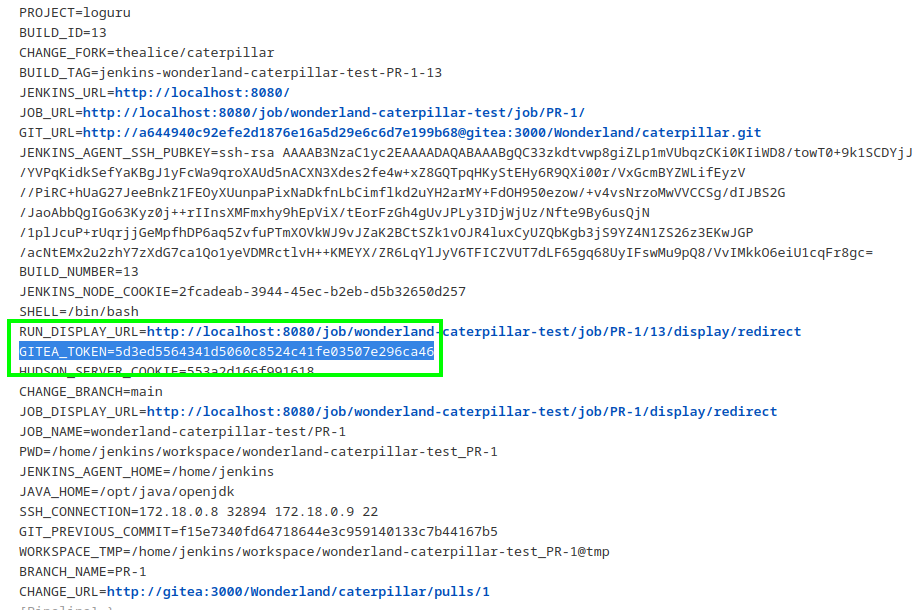 PROJECT=loguru
BUILD_ID=13
CHANGE_FORK=thealice/caterpillar
BUILD_TAG=jenkins-wonderland-caterpillar-test-PR-1-13
JENKINS_URL=http://localhost:8080/
JOB_URL=http://localhost:8080/job/wonderland-caterpillar-test/job/PR-1/
GIT_URL=http://a644940c92efe2d1876e16a5d29e6c6d7e199b68@gitea:3000/Wonderland/caterpillar.git
JENKINS_AGENT_SSH_PUBKEY=ssh-rsa AAAAB3NzaC1yc2EAAAADAQABAAABgQC33zkdtvwp8giZLp1mVUbqzCKi0KIiWD8/towT0+9k1SCDYjJ
/YVPqKidkSefYaKBgJ1yFcWa9qroXAUd5nACXN3Xdes2fe4w+xZ8GQTpqHKyStEHy6R9QXi00r/VxGcmBYZWLifEyzV
//PiRC+hUaG27JeeBnkZ1FEOyXUunpaPixNaDkfnLbCimflkd2uYH2arMY+FdOH950ezow/+v4vsNrzoMwVVCCSg/dIJBS2G
/JaoAbbQgIGo63Kyz0j++rIInsXMFmxhy9hEpViX/tEorFzGh4gUvJPLy3IDjWjUz/Nfte9By6usQjN
/1plJcuP+rUqrjjGeMpfhDP6aq5ZvfuPTmXOVkWJ9vJZaK2BCtSZk1vOJR4luxCyUZQbKgb3jS9YZ4N1ZS26z3EKwJGP
/acNtEMx2u2zhY7zXdG7ca1Qo1yeVDMRctlvH++KMEYX/ZR6LqYlJyV6TFICZVUT7dLF65gq68UyIFswMu9pQ8/VvIMkkO6eiU1cqFr8gc=
BUILD_NUMBER=13
JENKINS_NODE_COOKIE=2fcadeab-3944-45ec-b2eb-d5b32650d257
SHELL=/bin/bash
RUN_DISPLAY_URL=http://localhost:8080/job/wonderland-caterpillar-test/job/PR-1/13/display/redirect
GITEA_TOKEN=5d3ed5564341d5060c8524c41fe03507e296ca46
HUDSON_SERVER_COOKIE=553a2d166f991618
CHANGE_BRANCH=main
JOB_DISPLAY_URL=http://localhost:8080/job/wonderland-caterpillar-test/job/PR-1/display/redirect
JOB_NAME=wonderland-caterpillar-test/PR-1
PWD=/home/jenkins/workspace/wonderland-caterpillar-test_PR-1
JENKINS_AGENT_HOME=/home/jenkins
JAVA_HOME=/opt/java/openjdk
SSH_CONNECTION=172.18.0.8 32894 172.18.0.9 22
GIT_PREVIOUS_COMMIT=f15e7340fd64718644e3c959140133c7b44167b5
WORKSPACE_TMP=/home/jenkins/workspace/wonderland-caterpillar-test_PR-1@tmp
BRANCH_NAME=PR-1
CHANGE_URL=http://gitea:3000/Wonderland/caterpillar/pulls/1